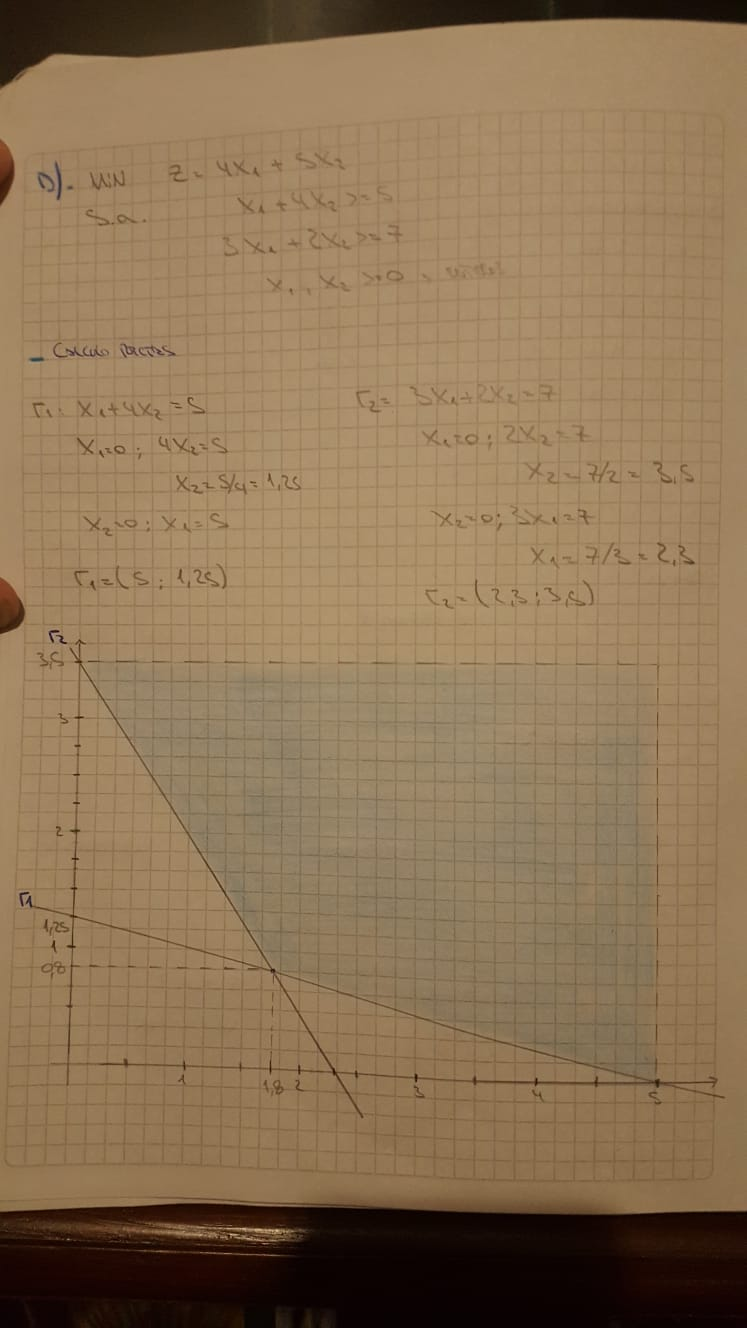 D). MIN Z = 4X₁ + 5X₂
S.a. X₁ + 4X₂ >= 5
3X₁ + 2X₂ >= 7
X₁, X₂ >0,
- Calculo Rectas
r₁: X₁+4X₂ = 5
X₁=0; 4X₂=5
X₂=5/4=1,25
X₂=0; X₁=5
r₁=(5; 1,25)
r₂= 3X₁+2X₂=7
X₁=0; 2X₂=7
X₂=7/2=3,5
X₂=0; 3X₁=7
X₁=7/3=2,3
r₂=(2,3;3,5)
r₂
3,5
3
2
r₁
1,25
1
0,8
1 1,8 2 3 4 5